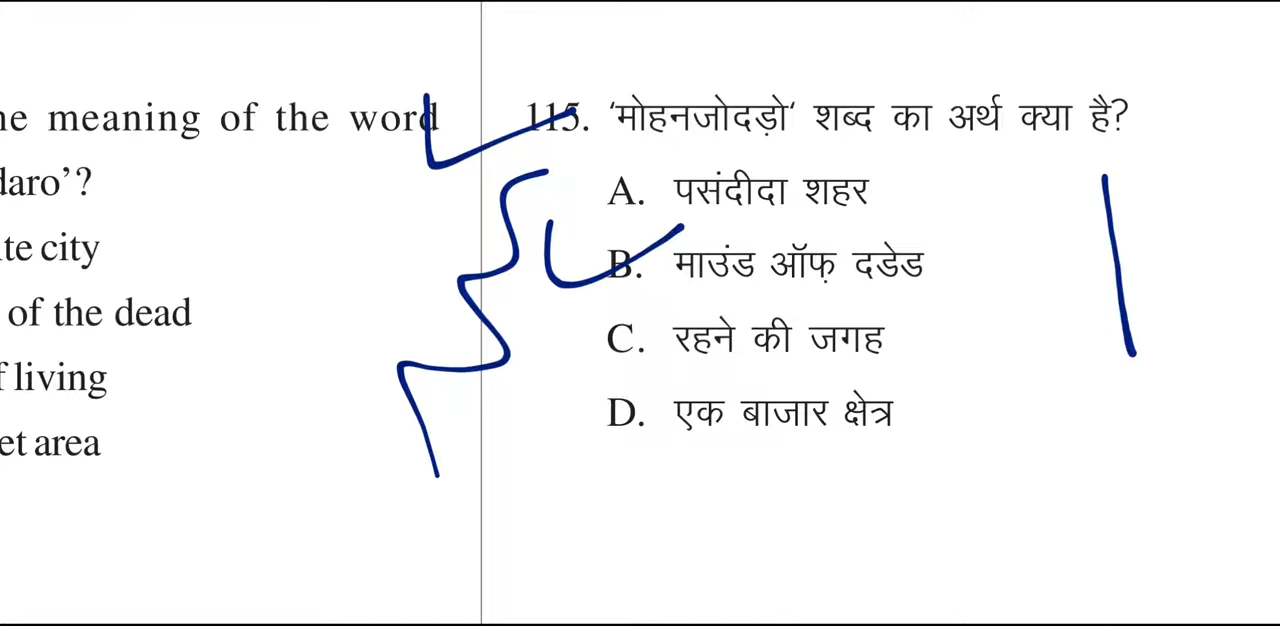 he meaning of the word
daro’?
ite city
of the dead
f living
et area
115. ‘मोहनजोदड़ो‘ शब्द का अर्थ क्या है?
A. पसंदीदा शहर
B. माउंड ऑफ़ दडेड
C. रहने की जगह
D. एक बाजार क्षेत्र